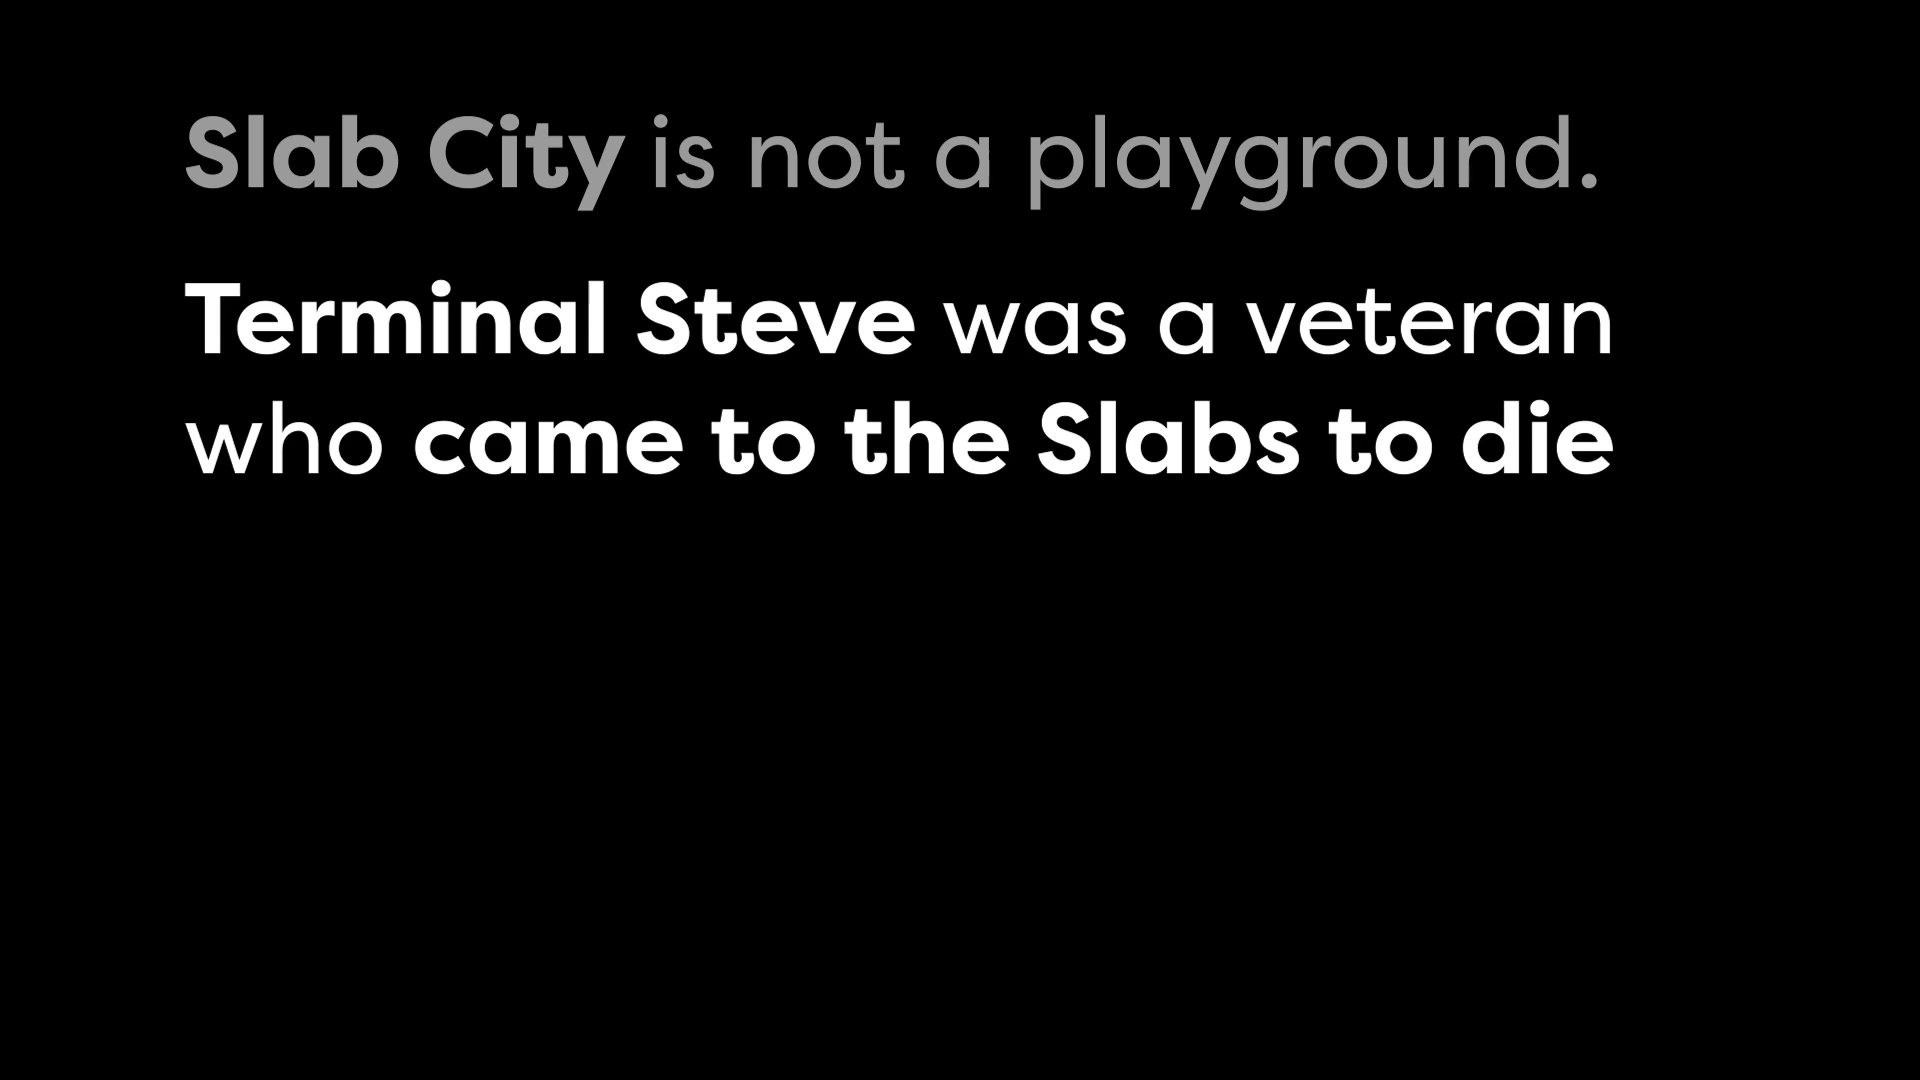 Slab City is not a playground.
Terminal Steve was a veteran
who came to the Slabs to die